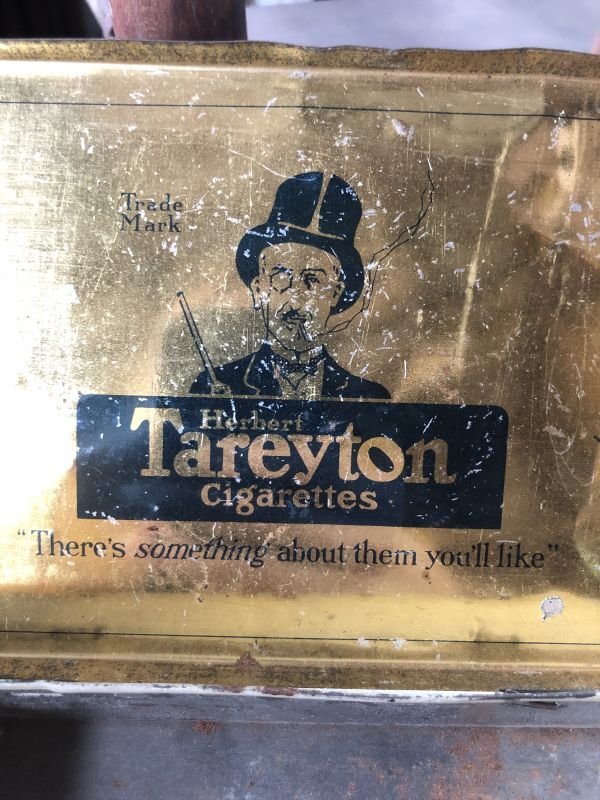 Trade
Mark
Herbert
Tareyton
Cigarettes
"There's something about them you'll like"